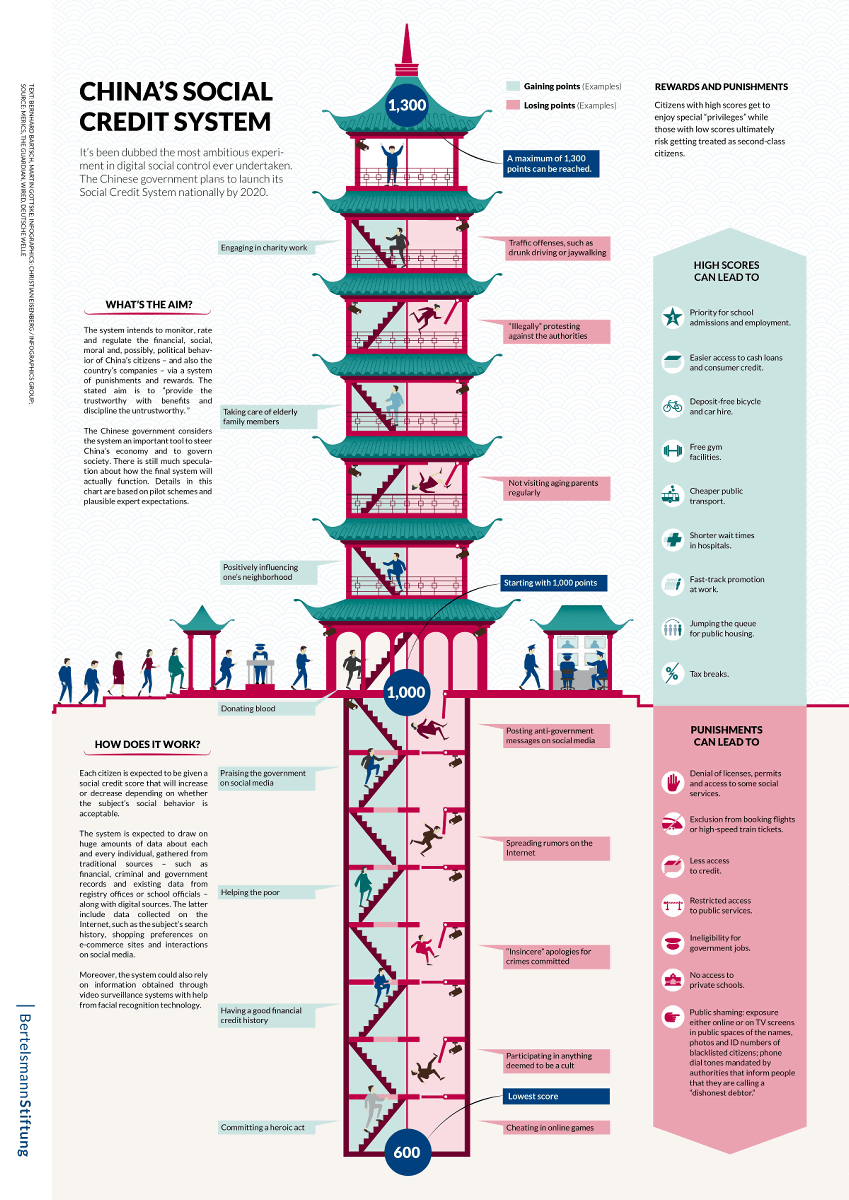 CHINA'S SOCIAL
CREDIT SYSTEM
It's been dubbed the most ambitious experi-
ment in digital social control ever undertaken.
The Chinese government plans to launch its
Social Credit System nationally by 2020.
WHAT'S THE AIM?
The system intends to monitor, rate
and regulate the financial, social,
moral and, possibly, political behav-
ior of China's citizens – and also the
country's companies – via a system
of punishments and rewards. The
stated aim is to "provide the
trustworthy with benefits and
discipline the untrustworthy."
The Chinese government considers
the system an important tool to steer
China's economy and to govern
society. There is still much specula-
tion about how the final system will
actually function. Details in this
chart are based on pilot schemes and
plausible expert expectations.
HOW DOES IT WORK?
Each citizen is expected to be given a
social credit score that will increase
or decrease depending on whether
the subject's social behavior is
acceptable.
The system is expected to draw on
huge amounts of data about each
and every individual, gathered from
traditional sources – such as
financial, criminal and government
records and existing data from
registry offices or school officials –
along with digital sources. The latter
include data collected on the
Internet, such as the subject's search
history, shopping preferences on
e-commerce sites and interactions
on social media.
Moreover, the system could also rely
on information obtained through
video surveillance systems with help
from facial recognition technology.
Gaining points (Examples)
Losing points (Examples)
1,300
A maximum of 1,300
points can be reached.
Engaging in charity work
Traffic offenses, such as
drunk driving or jaywalking
"Illegally" protesting
against the authorities
Taking care of elderly
family members
Not visiting aging parents
regularly
Positively influencing
one's neighborhood
Starting with 1,000 points
1,000
Donating blood
Posting anti-government
messages on social media
Praising the government
on social media
Spreading rumors on the
Internet
Helping the poor
"Insincere" apologies for
crimes committed
Having a good financial
credit history
Participating in anything
deemed to be a cult
Lowest score
Committing a heroic act
Cheating in online games
600
REWARDS AND PUNISHMENTS
Citizens with high scores get to
enjoy special "privileges" while
those with low scores ultimately
risk getting treated as second-class
citizens.
HIGH SCORES
CAN LEAD TO
Priority for school
admissions and employment.
Easier access to cash loans
and consumer credit.
Deposit-free bicycle
and car hire.
Free gym
facilities.
Cheaper public
transport.
Shorter wait times
in hospitals.
Fast-track promotion
at work.
Jumping the queue
for public housing.
Tax breaks.
PUNISHMENTS
CAN LEAD TO
Denial of licenses, permits
and access to some social
services.
Exclusion from booking flights
or high-speed train tickets.
Less access
to credit.
Restricted access
to public services.
Ineligibility for
government jobs.
No access to
private schools.
Public shaming: exposure
either online or on TV screens
in public spaces of the names,
photos and ID numbers of
blacklisted citizens; phone
dial tones mandated by
authorities that inform people
that they are calling a
"dishonest debtor."
TEXT: BERNHARD BARTSCH, MARTIN GOTTSKE; INFOGRAPHICS: CHRISTIAN EISENBERG / INFOGRAPHICS GROUP;
SOURCE: MERICS, THE GUARDIAN, WIRED, DEUTSCHE WELLE
BertelsmannStiftung